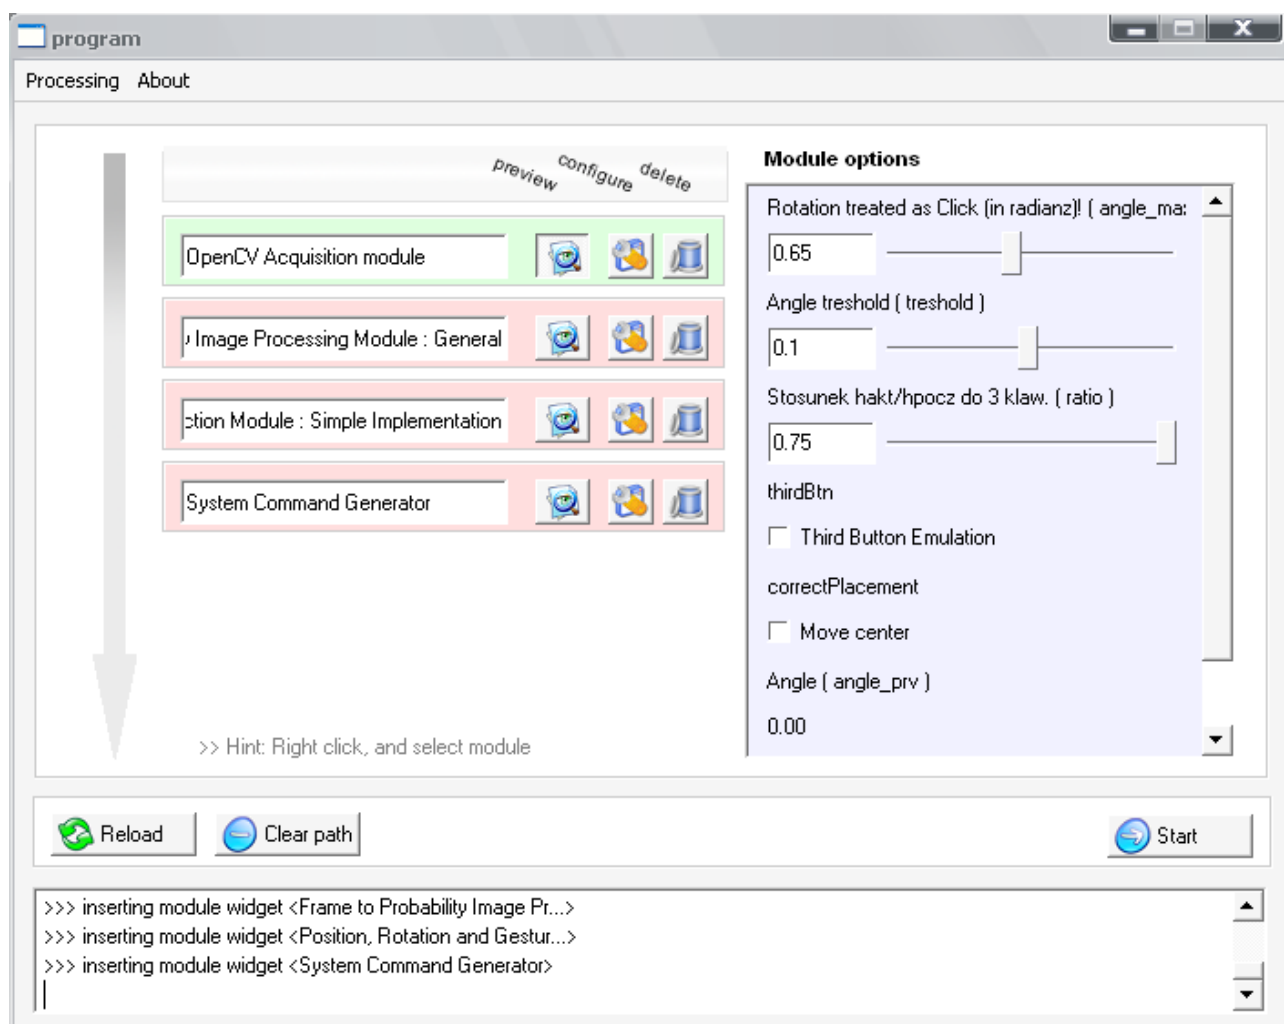 program
Processing About
preview configure delete
OpenCV Acquisition module
Image Processing Module : General
ction Module : Simple Implementation
System Command Generator
>> Hint: Right click, and select module
Module options
Rotation treated as Click (in radianz)! ( angle_ma
0.65
Angle treshold ( treshold )
0.1
Stosunek hakt/hpocz do 3 klaw. ( ratio )
0.75
thirdBtn
Third Button Emulation
correctPlacement
Move center
Angle ( angle_prv )
0.00
Reload Clear path Start
>>> inserting module widget <Frame to Probability Image Pr...>
>>> inserting module widget <Position, Rotation and Gestur...>
>>> inserting module widget <System Command Generator>